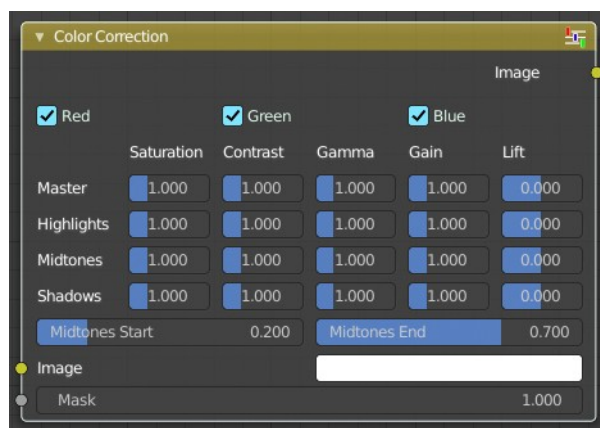 Color Correction
Image
Red Green Blue
Saturation Contrast Gamma Gain Lift
Master 1.000 1.000 1.000 1.000 0.000
Highlights 1.000 1.000 1.000 1.000 0.000
Midtones 1.000 1.000 1.000 1.000 0.000
Shadows 1.000 1.000 1.000 1.000 0.000
Midtones Start 0.200 Midtones End 0.700
Image
Mask 1.000